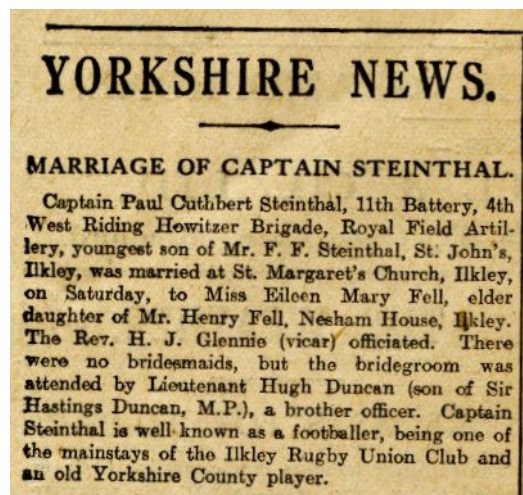 YORKSHIRE NEWS.
MARRIAGE OF CAPTAIN STEINTHAL.
Captain Paul Cuthbert Steinthal, 11th Battery, 4th
West Riding Howitzer Brigade, Royal Field Artil-
lery, youngest son of Mr. F. F. Steinthal, St. John's,
Ilkley, was married at St. Margaret's Church, Ilkley,
on Saturday, to Miss Eileen Mary Fell, elder
daughter of Mr. Henry Fell, Nesham House, Ilkley.
The Rev. H. J. Glennie (vicar) officiated. There
were no bridesmaids, but the bridegroom was
attended by Lieutenant Hugh Duncan (son of Sir
Hastings Duncan, M.P.), a brother officer. Captain
Steinthal is well known as a footballer, being one of
the mainstays of the Ilkley Rugby Union Club and
an old Yorkshire County player.